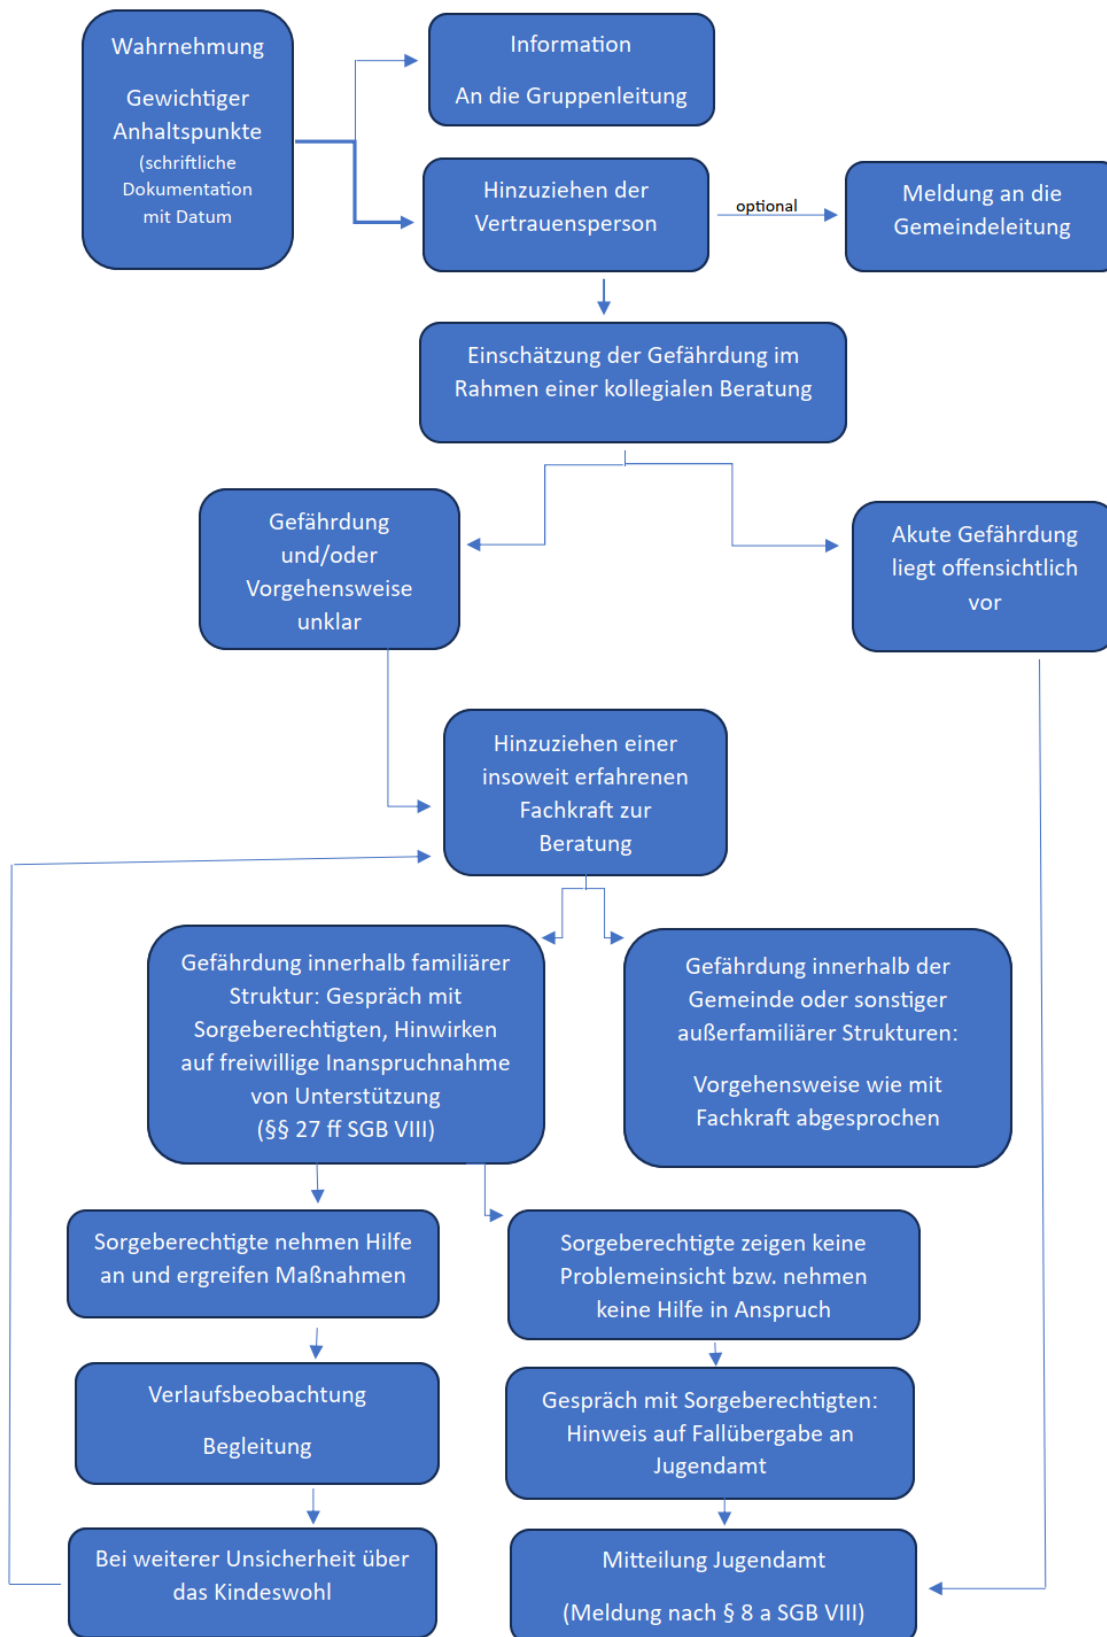 Wahrnehmung
Gewichtiger
Anhaltspunkte
(schriftliche
Dokumentation
mit Datum
Information
An die Gruppenleitung
Hinzuziehen der
Vertrauensperson
optional
Meldung an die
Gemeindeleitung
Einschätzung der Gefährdung im
Rahmen einer kollegialen Beratung
Gefährdung
und/oder
Vorgehensweise
unklar
Akute Gefährdung
liegt offensichtlich
vor
Hinzuziehen einer
insoweit erfahrenen
Fachkraft zur
Beratung
Gefährdung innerhalb familiärer
Struktur: Gespräch mit
Sorgeberechtigten, Hinwirken
auf freiwillige Inanspruchnahme
von Unterstützung
(§§ 27 ff SGB VIII)
Gefährdung innerhalb der
Gemeinde oder sonstiger
außerfamiliärer Strukturen:
Vorgehensweise wie mit
Fachkraft abgesprochen
Sorgeberechtigte nehmen Hilfe
an und ergreifen Maßnahmen
Sorgeberechtigte zeigen keine
Problemeinsicht bzw. nehmen
keine Hilfe in Anspruch
Verlaufsbeobachtung
Begleitung
Gespräch mit Sorgeberechtigten:
Hinweis auf Fallübergabe an
Jugendamt
Bei weiterer Unsicherheit über
das Kindeswohl
Mitteilung Jugendamt
(Meldung nach § 8 a SGB VIII)